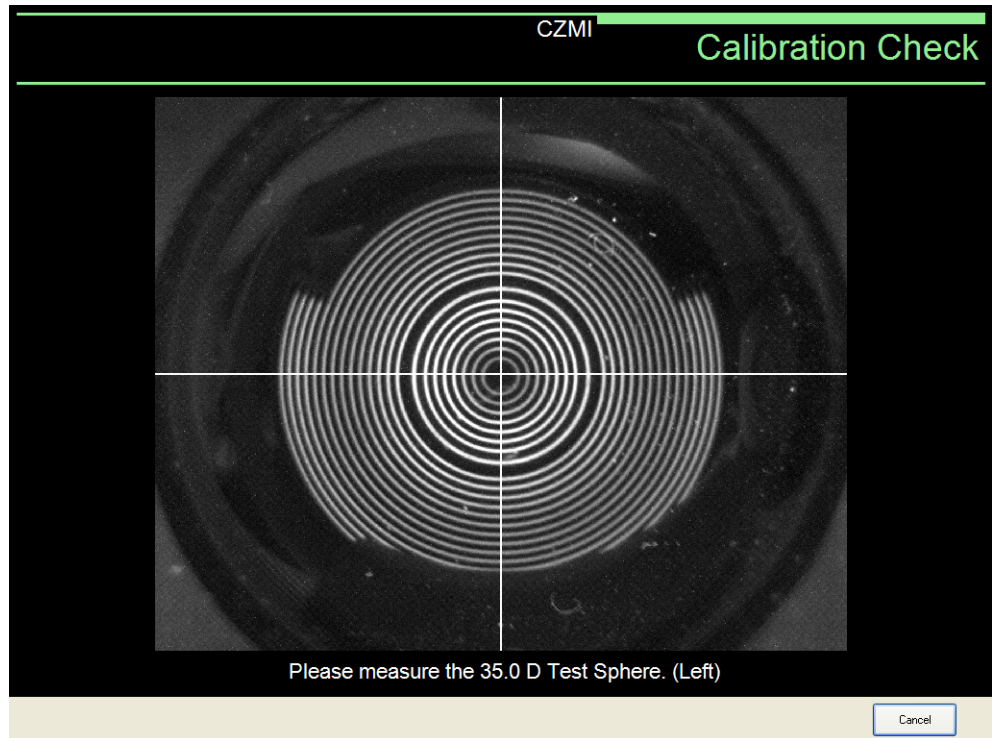 CZMI
Calibration Check
Please measure the 35.0 D Test Sphere. (Left)
Cancel